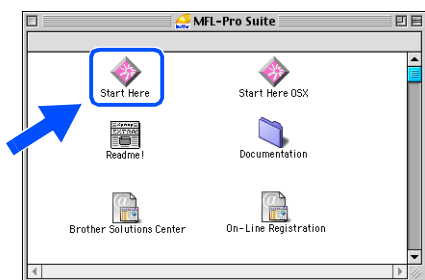 MFL-Pro Suite
Start Here
Start Here OSX
Readme!
Documentation
Brother Solutions Center
On-Line Registration